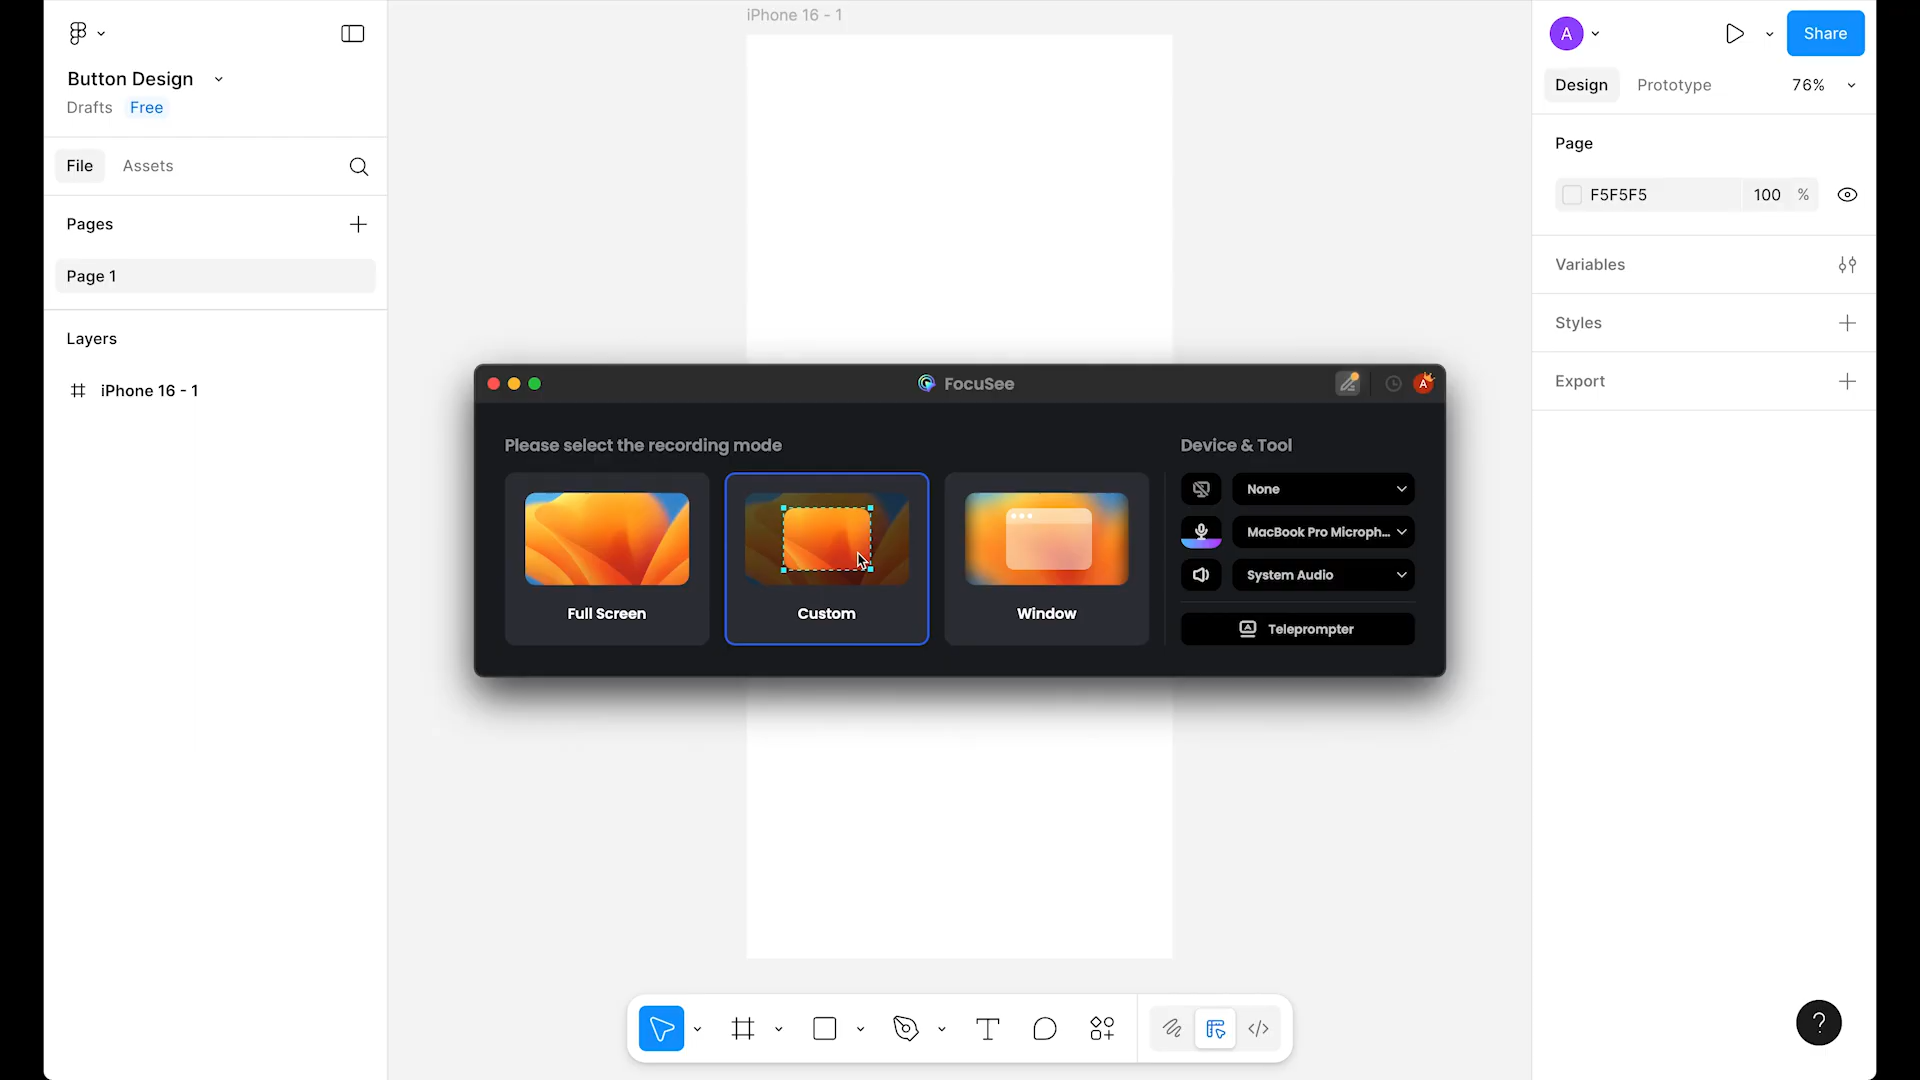 iPhone 16 - 1
A
Share
Button Design
Drafts Free
Design Prototype 76%
File Assets
Page
F5F5F5 100 %
Pages
Page 1
Variables
Styles
Layers
iPhone 16 - 1
Export
FocuSee
A
Please select the recording mode
Device & Tool
None
MacBook Pro Microph...
System Audio
Full Screen
Custom
Window
Teleprompter
?